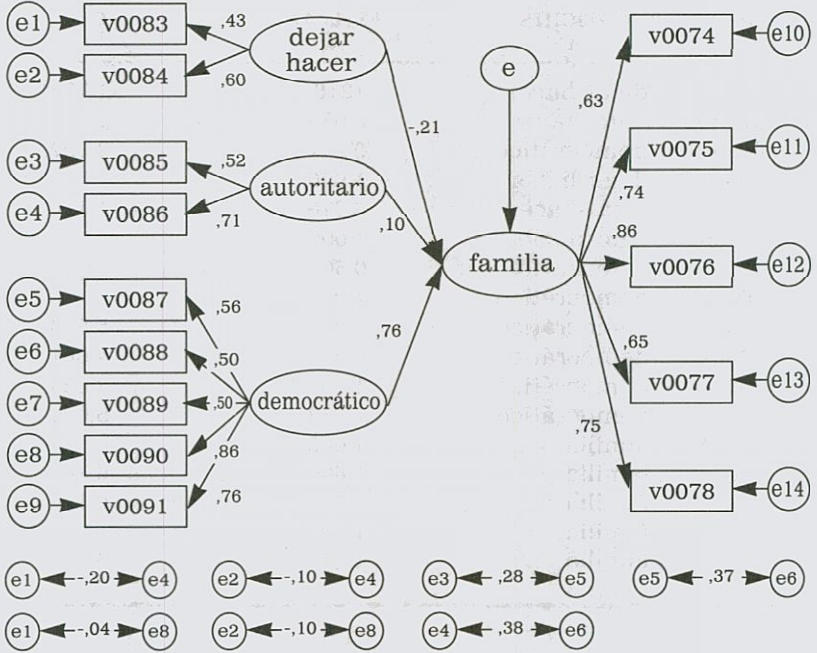 e1 v0083 ,43
dejar
hacer
e2 v0084 ,60
e3 v0085 ,52
autoritario
e4 v0086 ,71
e5 v0087 ,56
e6 v0088 ,50
e7 v0089 ,50
democrático
e8 v0090 ,86
e9 v0091 ,76
-,21
,10
,76
e
familia
,63 v0074 e10
,74 v0075 e11
,86 v0076 e12
,65 v0077 e13
,75 v0078 e14
e1 -,20 e4 e2 -,10 e4 e3 ,28 e5 e5 ,37 e6
e1 -,04 e8 e2 -,10 e8 e4 ,38 e6